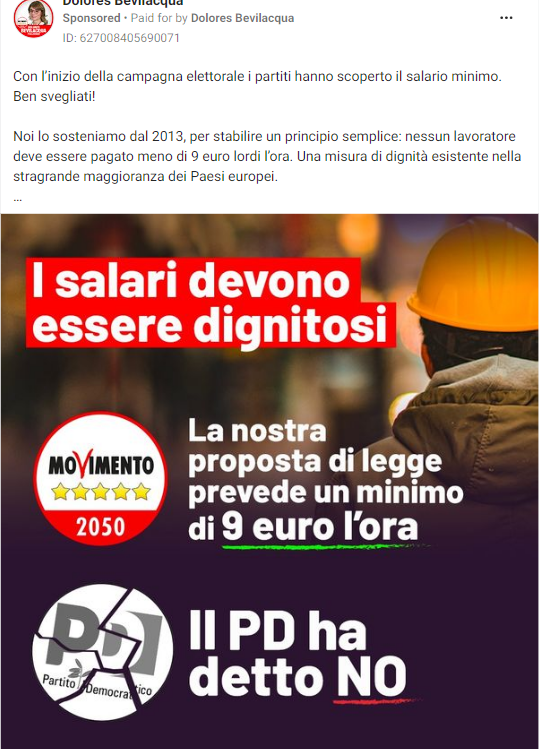 Dolores Bevilacqua
Sponsored • Paid for by Dolores Bevilacqua
ID: 627008405690071
Con l'inizio della campagna elettorale i partiti hanno scoperto il salario minimo.
Ben svegliati!
Noi lo sosteniamo dal 2013, per stabilire un principio semplice: nessun lavoratore
deve essere pagato meno di 9 euro lordi l'ora. Una misura di dignità esistente nella
stragrande maggioranza dei Paesi europei.
...
I salari devono
essere dignitosi
MOVIMENTO
2050
La nostra
proposta di legge
prevede un minimo
di 9 euro l'ora
PD
Partito Democratico
Il PD ha
detto NO